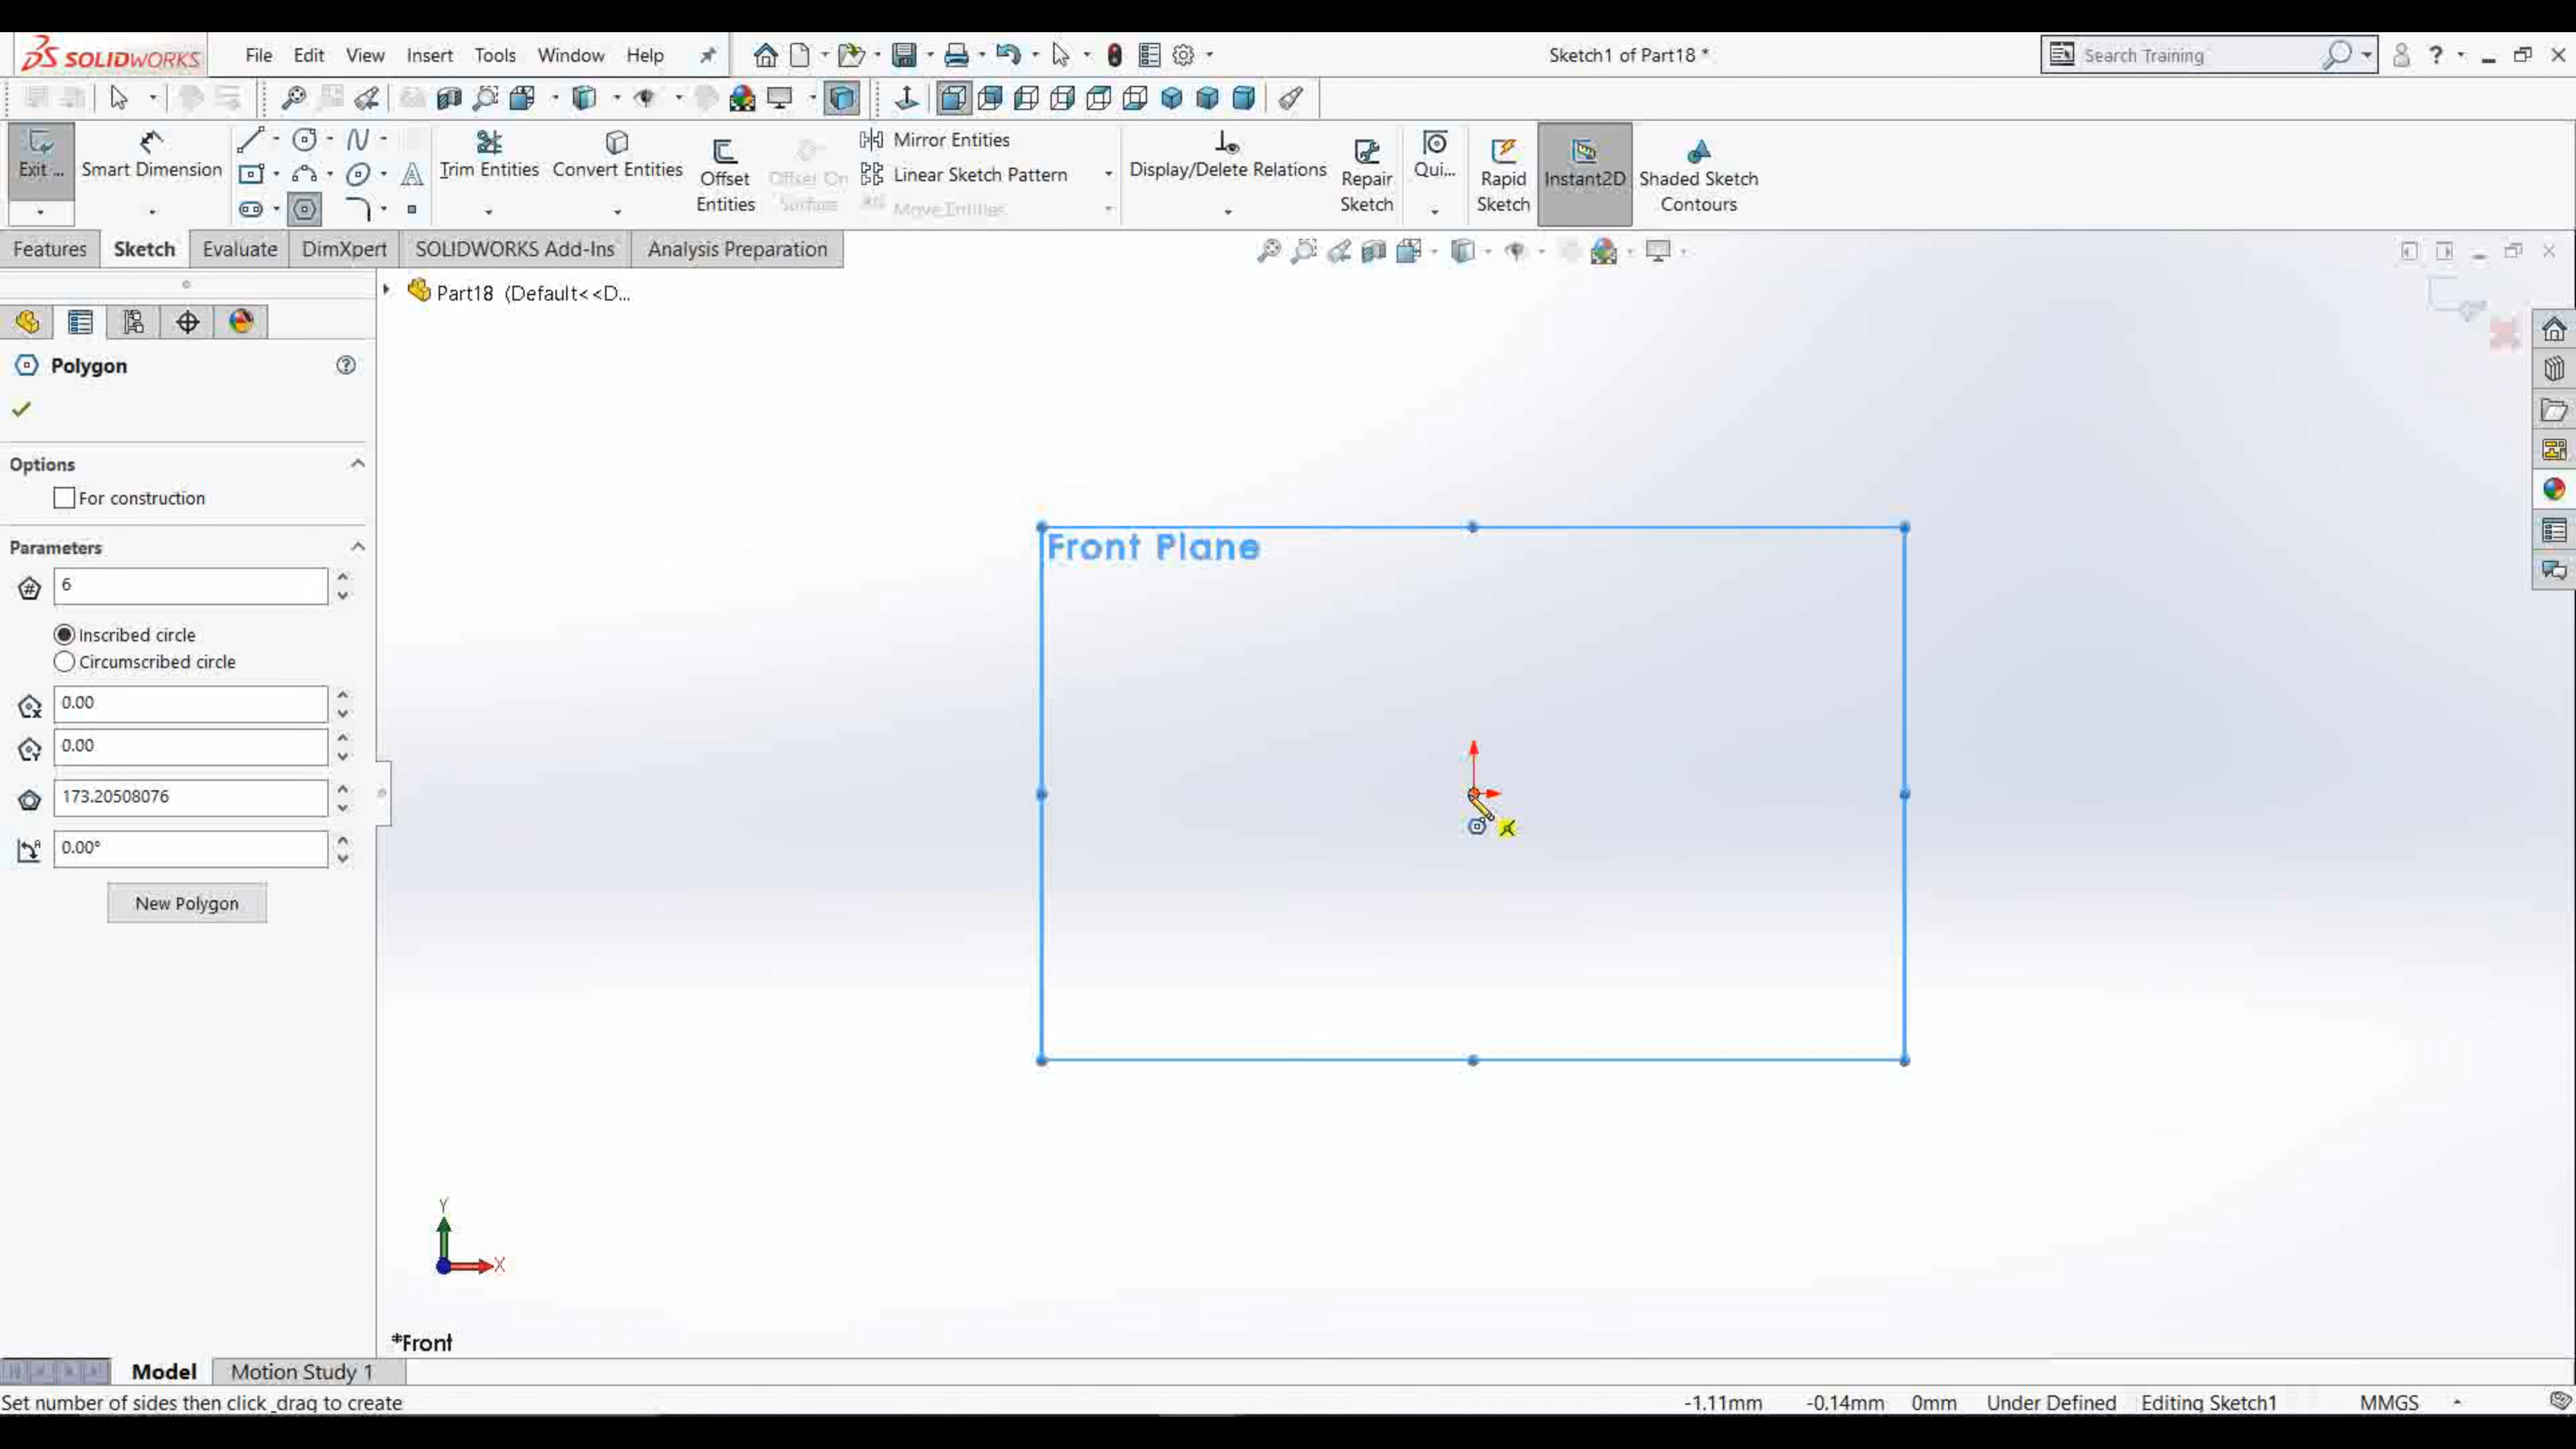 SOLIDWORKS File Edit View Insert Tools Window Help Sketch1 of Part18 * Search Training ?
Exit ... Smart Dimension Trim Entities Convert Entities Offset Entities Offset On Surface Mirror Entities Linear Sketch Pattern Move Entities Display/Delete Relations Repair Sketch Qui... Rapid Sketch Instant2D Shaded Sketch Contours
Features Sketch Evaluate DimXpert SOLIDWORKS Add-Ins Analysis Preparation
Part18 (Default<<D...
Polygon
Options
For construction
Parameters
6
Inscribed circle
Circumscribed circle
0.00
0.00
173.20508076
0.00°
New Polygon
Front Plane
Y
X
*Front
Model Motion Study 1
Set number of sides then click_drag to create -1.11mm -0.14mm 0mm Under Defined Editing Sketch1 MMGS